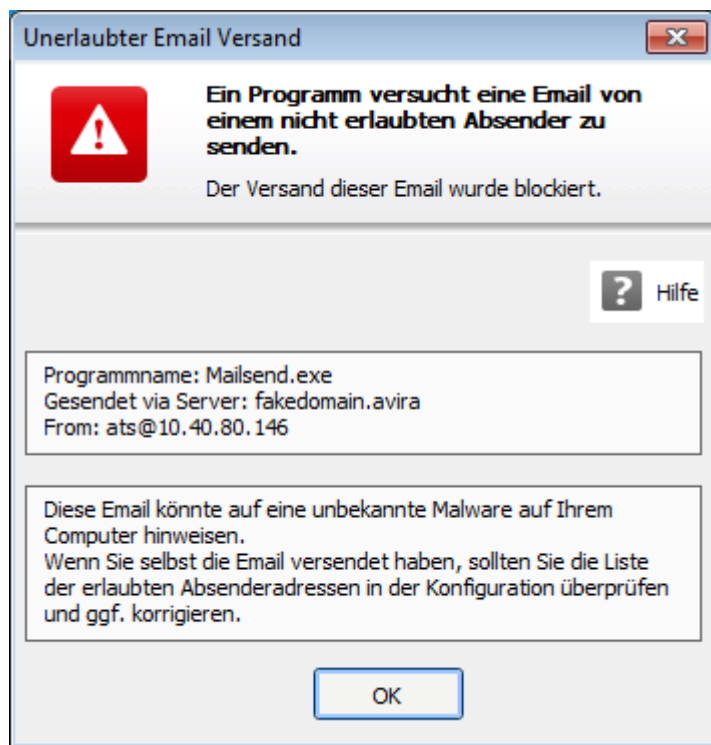 Unerlaubter Email Versand
Ein Programm versucht eine Email von
einem nicht erlaubten Absender zu
senden.
Der Versand dieser Email wurde blockiert.
Hilfe
Programmname: Mailsend.exe
Gesendet via Server: fakedomain.avira
From: ats@10.40.80.146
Diese Email könnte auf eine unbekannte Malware auf Ihrem
Computer hinweisen.
Wenn Sie selbst die Email versendet haben, sollten Sie die Liste
der erlaubten Absenderadressen in der Konfiguration überprüfen
und ggf. korrigieren.
OK